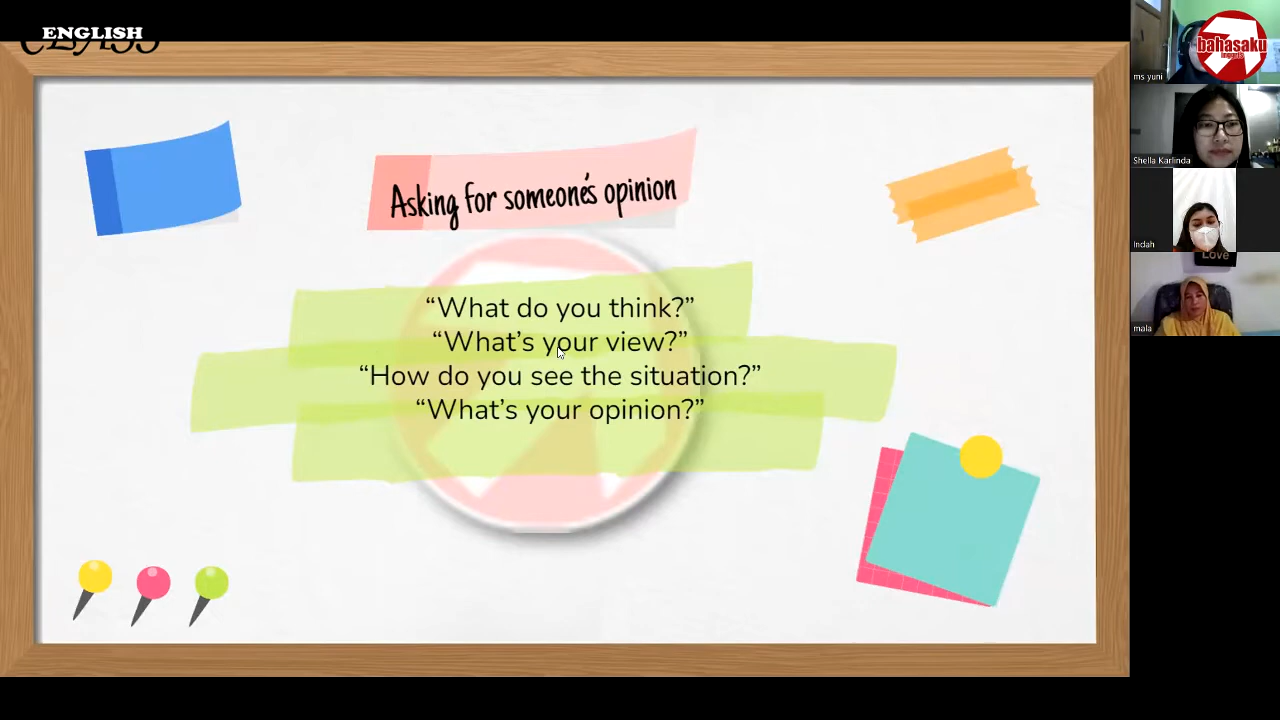 ENGLISH
CLASS
bahasaku
ms yuni
Shella Karlinda
Indah
Love
mala
Asking for someone's opinion
“What do you think?”
“What’s your view?”
“How do you see the situation?”
“What’s your opinion?”